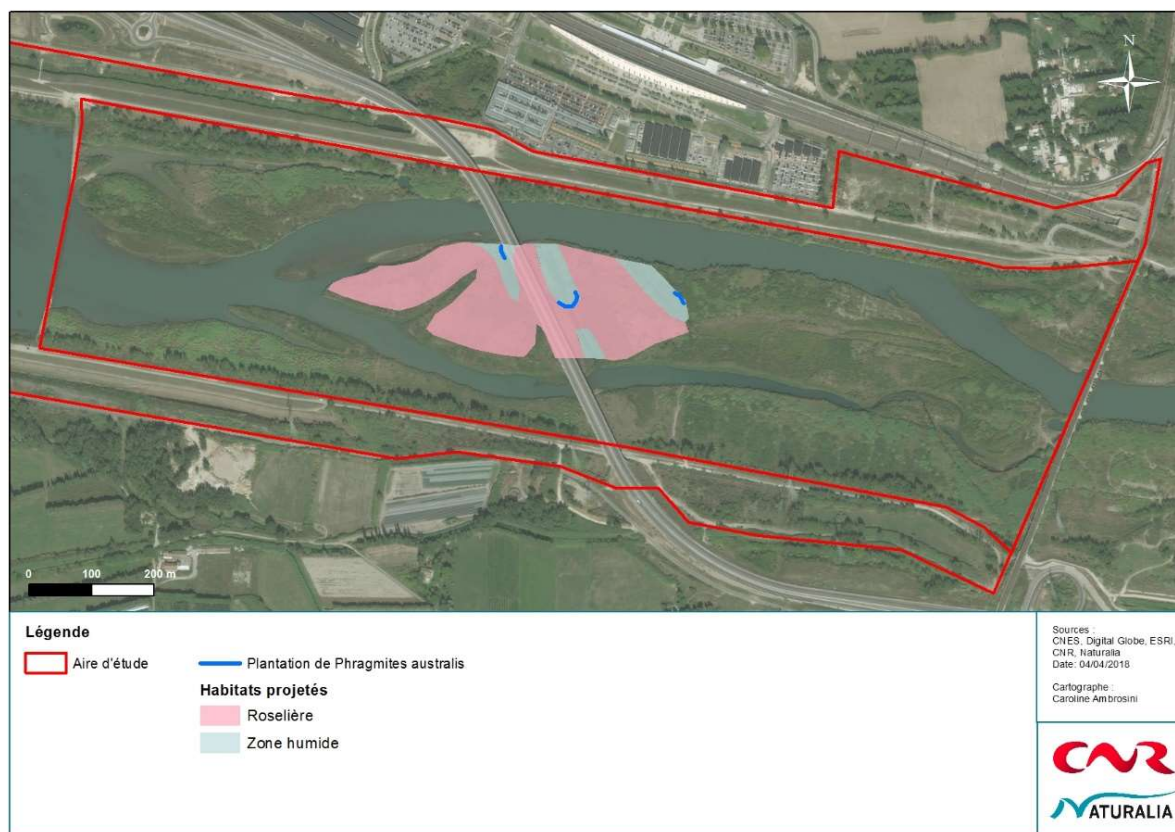 N
0 100 200 m
Légende
Aire d'étude
Plantation de Phragmites australis
Habitats projetés
Roselière
Zone humide
Sources :
CNES, Digital Globe, ESRI,
CNR, Naturalia
Date: 04/04/2018
Cartographe :
Caroline Ambrosini
CNR
NATURALIA